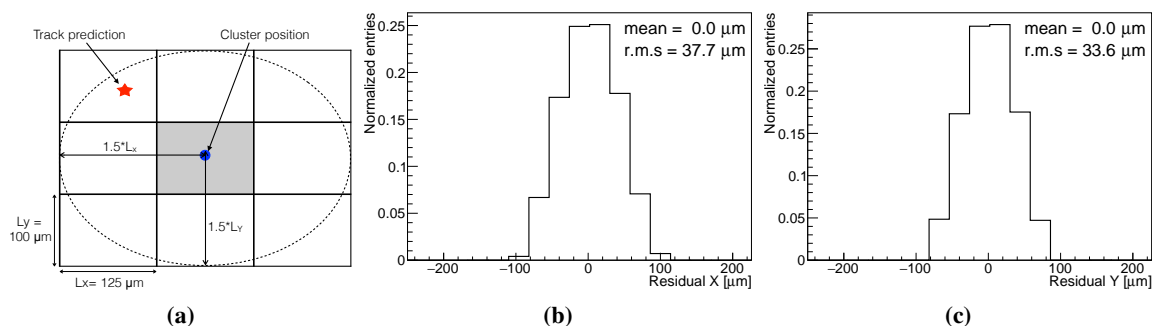 Track prediction
Cluster position
1.5*Lx
1.5*LY
Ly =
100 µm
Lx= 125 µm
(a)
Normalized entries
0.25
0.2
0.15
0.1
0.05
0
mean = 0.0 µm
r.m.s = 37.7 µm
−200 −100 0 100 200
Residual X [µm]
(b)
Normalized entries
0.25
0.2
0.15
0.1
0.05
0
mean = 0.0 µm
r.m.s = 33.6 µm
−200 −100 0 100 200
Residual Y [µm]
(c)